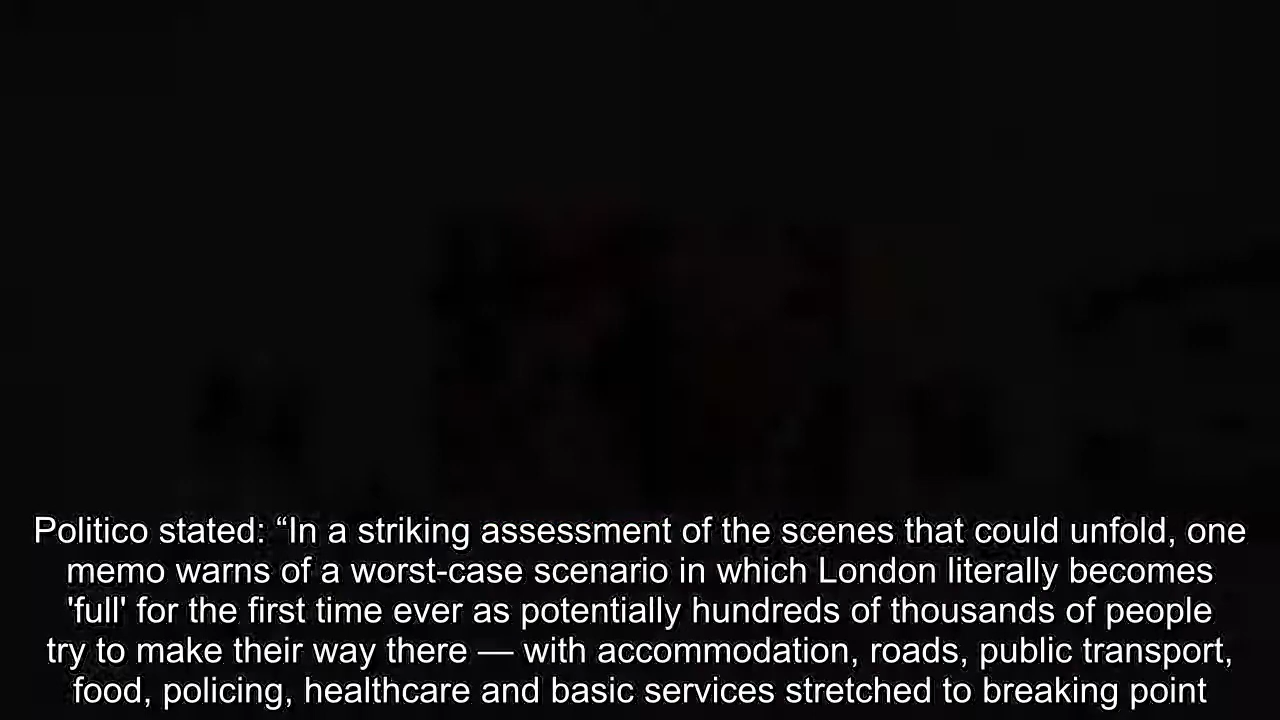 Politico stated: “In a striking assessment of the scenes that could unfold, one
memo warns of a worst-case scenario in which London literally becomes
'full' for the first time ever as potentially hundreds of thousands of people
try to make their way there — with accommodation, roads, public transport,
food, policing, healthcare and basic services stretched to breaking point